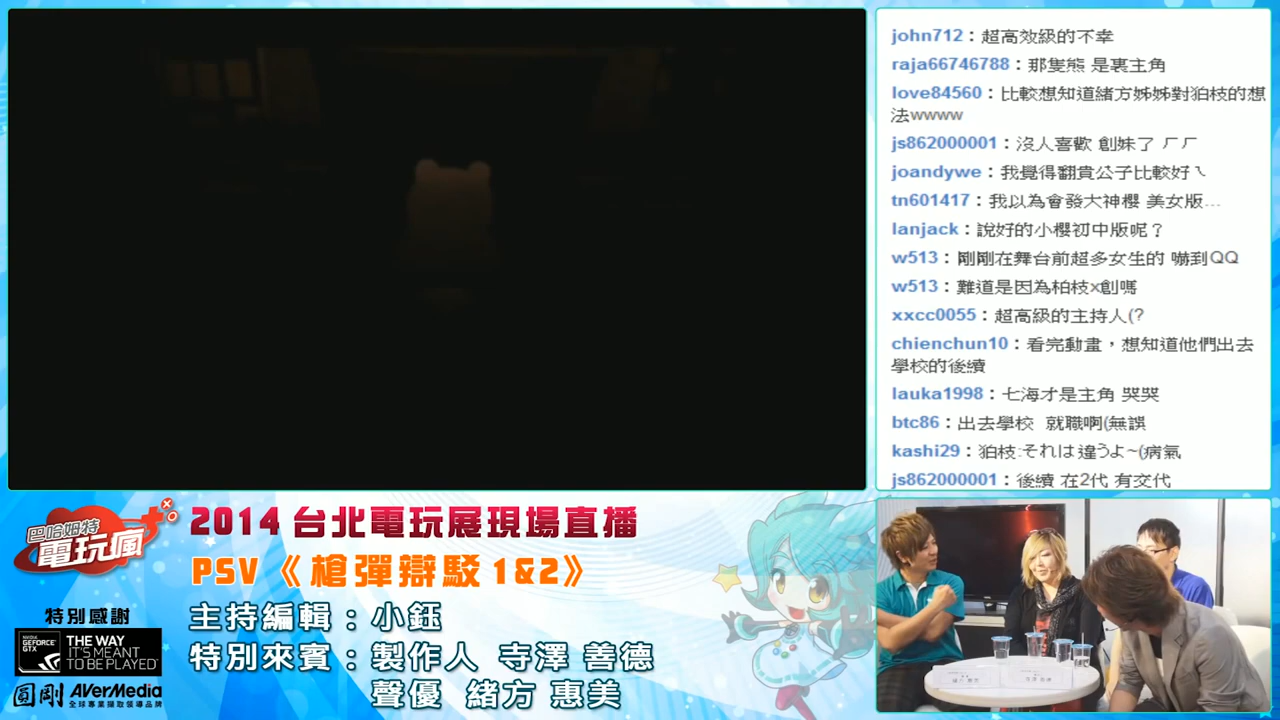 john712：超高效級的不幸
raja66746788：那隻熊 是裏主角
love84560：比較想知道緒方姊姊對狛枝的想
法wwww
js862000001：沒人喜歡 創妹了 ㄏㄏ
joandywe：我覺得翻貴公子比較好ㄟ
tn601417：我以為會發大神櫻 美女版...
lanjack：說好的小櫻初中版呢？
w513：剛剛在舞台前超多女生的 嚇到QQ
w513：難道是因為柏枝x創嗎
xxcc0055：超高級的主持人(?
chienchun10：看完動畫，想知道他們出去
學校的後續
lauka1998：七海才是主角 哭哭
btc86：出去學校 就職啊(無誤
kashi29：狛枝:それは違うよ~(病氣
js862000001：後續 在2代 有交代
巴哈姆特
電玩瘋
2014 台北電玩展現場直播
PSV《槍彈辯駁 1&2》
主持編輯：小鈺
特別來賓：製作人 寺澤 善德
聲優 緒方 惠美
特別感謝
NVIDIA
GEFORCE
GTX
THE WAY
IT'S MEANT
TO BE PLAYED
圓剛 AVerMedia
全球專業擷取領導品牌